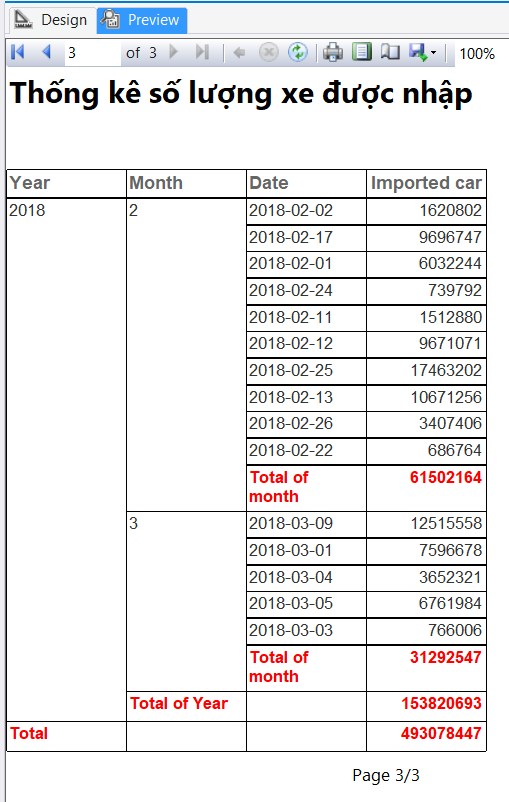 Design Preview
3 of 3 100%
Thống kê số lượng xe được nhập
Year Month Date Imported car
2018 2 2018-02-02 1620802
2018-02-17 9696747
2018-02-01 6032244
2018-02-24 739792
2018-02-11 1512880
2018-02-12 9671071
2018-02-25 17463202
2018-02-13 10671256
2018-02-26 3407406
2018-02-22 686764
Total of 61502164
month
3 2018-03-09 12515558
2018-03-01 7596678
2018-03-04 3652321
2018-03-05 6761984
2018-03-03 766006
Total of 31292547
month
Total of Year 153820693
Total 493078447
Page 3/3